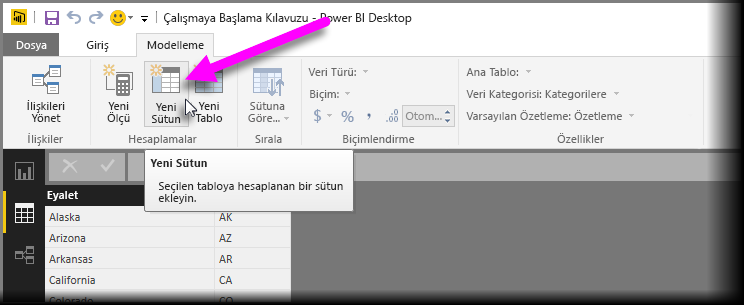 Çalışmaya Başlama Kılavuzu - Power BI Desktop
Dosya Giriş Modelleme
İlişkileri Yönet
Yeni Ölçü
Yeni Sütun
Yeni Tablo
Sütuna Göre...
Veri Türü:
Biçim:
$ % , .00 Otom...
Ana Tablo:
Veri Kategorisi: Kategorilere
Varsayılan Özetleme: Özetleme
İlişkiler Hesaplamalar Sırala Biçimlendirme Özellikler
Yeni Sütun
Seçilen tabloya hesaplanan bir sütun
ekleyin.
Eyalet
Alaska AK
Arizona AZ
Arkansas AR
California CA
Colorado CO